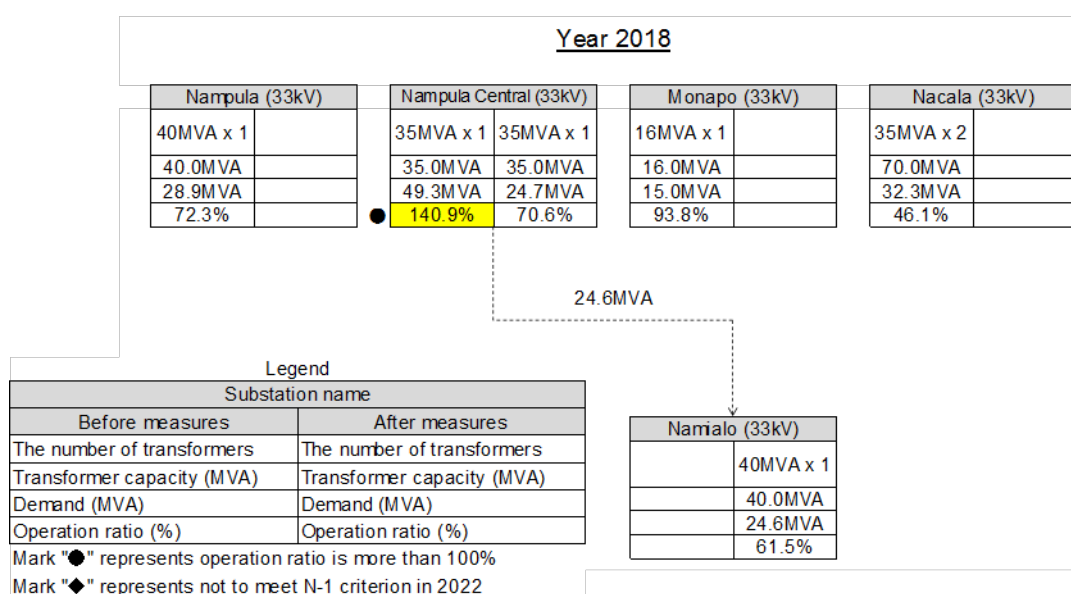 Year 2018
Nampula (33kV) Nampula Central (33kV) Monapo (33kV) Nacala (33kV)
40MVA x 1 35MVA x 1 35MVA x 1 16MVA x 1 35MVA x 2
40.0MVA 35.0MVA 35.0MVA 16.0MVA 70.0MVA
28.9MVA 49.3MVA 24.7MVA 15.0MVA 32.3MVA
72.3% ● 140.9% 70.6% 93.8% 46.1%
24.6MVA
Legend
Substation name
Before measures After measures
The number of transformers The number of transformers
Transformer capacity (MVA) Transformer capacity (MVA)
Demand (MVA) Demand (MVA)
Operation ratio (%) Operation ratio (%)
Mark "●" represents operation ratio is more than 100%
Mark "◆" represents not to meet N-1 criterion in 2022
Namialo (33kV)
40MVA x 1
40.0MVA
24.6MVA
61.5%